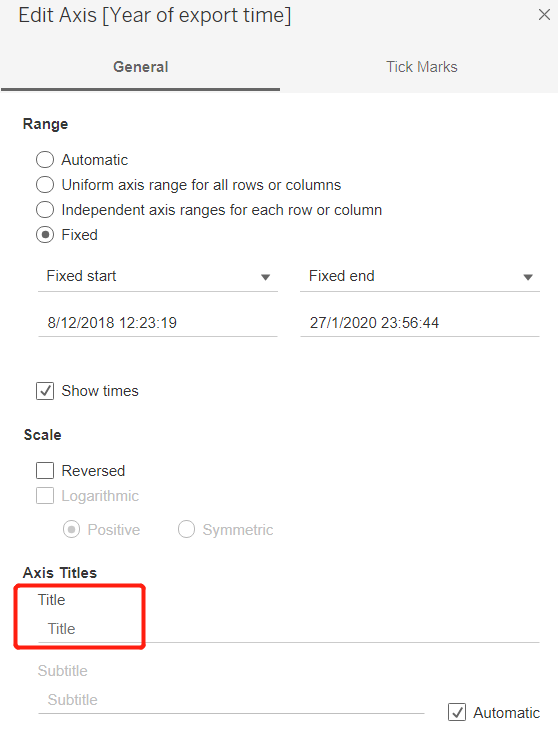 Edit Axis [Year of export time]
General Tick Marks
Range
Automatic
Uniform axis range for all rows or columns
Independent axis ranges for each row or column
Fixed
Fixed start Fixed end
8/12/2018 12:23:19 27/1/2020 23:56:44
Show times
Scale
Reversed
Logarithmic
Positive Symmetric
Axis Titles
Title
Title
Subtitle
Subtitle
Automatic